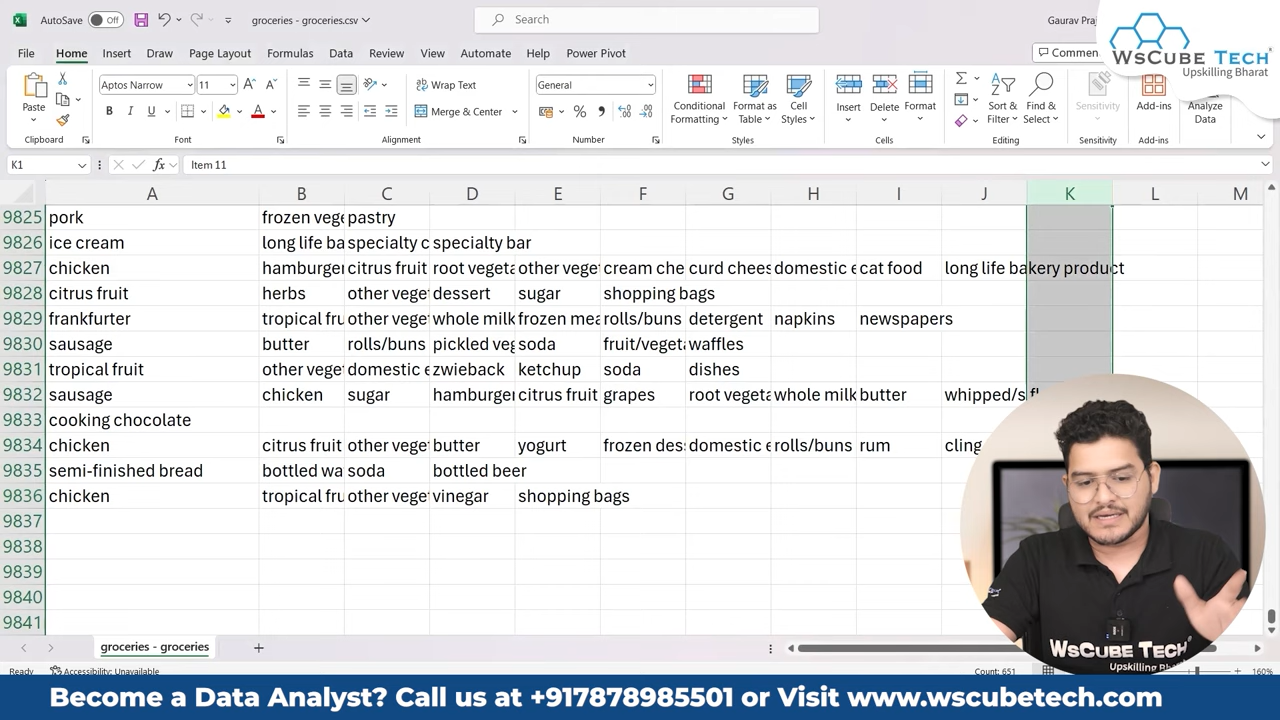 AutoSave Off groceries - groceries.csv Search Gaurav Praj
WsCube Tech
Upskilling Bharat
File Home Insert Draw Page Layout Formulas Data Review View Automate Help Power Pivot Commen
Aptos Narrow 11 Wrap Text General
Paste B I U Merge & Center Conditional Formatting Format as Table Cell Styles Insert Delete Format Sort & Filter Find & Select Sensitivity Add-ins Analyze Data
Clipboard Font Alignment Number Styles Cells Editing Sensitivity Add-ins
K1 fx Item 11
A B C D E F G H I J K L M
9825 pork frozen vege pastry
9826 ice cream long life ba specialty c specialty bar
9827 chicken hamburger citrus fruit root vegeta other veget cream che curd chees domestic e cat food long life bakery product
9828 citrus fruit herbs other veget dessert sugar shopping bags
9829 frankfurter tropical fru other veget whole milk frozen mea rolls/buns detergent napkins newspapers
9830 sausage butter rolls/buns pickled veg soda fruit/vegeta waffles
9831 tropical fruit other veget domestic e zwieback ketchup soda dishes
9832 sausage chicken sugar hamburger citrus fruit grapes root vegeta whole milk butter whipped/s
9833 cooking chocolate
9834 chicken citrus fruit other veget butter yogurt frozen des domestic e rolls/buns rum cling
9835 semi-finished bread bottled wa soda bottled beer
9836 chicken tropical fru other veget vinegar shopping bags
9837
9838
9839
9840
9841
WsCube Tech
Upskilling
groceries - groceries
Ready Accessibility: Unavailable Count: 651 160%
Become a Data Analyst? Call us at +917878985501 or Visit www.wscubetech.com